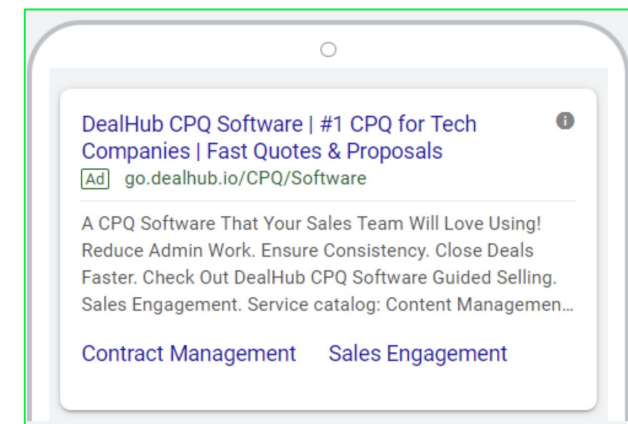 DealHub CPQ Software | #1 CPQ for Tech
Companies | Fast Quotes & Proposals
Ad go.dealhub.io/CPQ/Software
A CPQ Software That Your Sales Team Will Love Using!
Reduce Admin Work. Ensure Consistency. Close Deals
Faster. Check Out DealHub CPQ Software Guided Selling.
Sales Engagement. Service catalog: Content Managemen...
Contract Management Sales Engagement